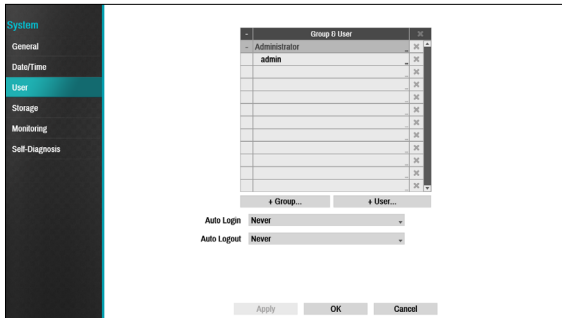 System
General
Date/Time
User
Storage
Monitoring
Self-Diagnosis
- Group & User
- Administrator
admin
+ Group... + User...
Auto Login Never
Auto Logout Never
Apply OK Cancel